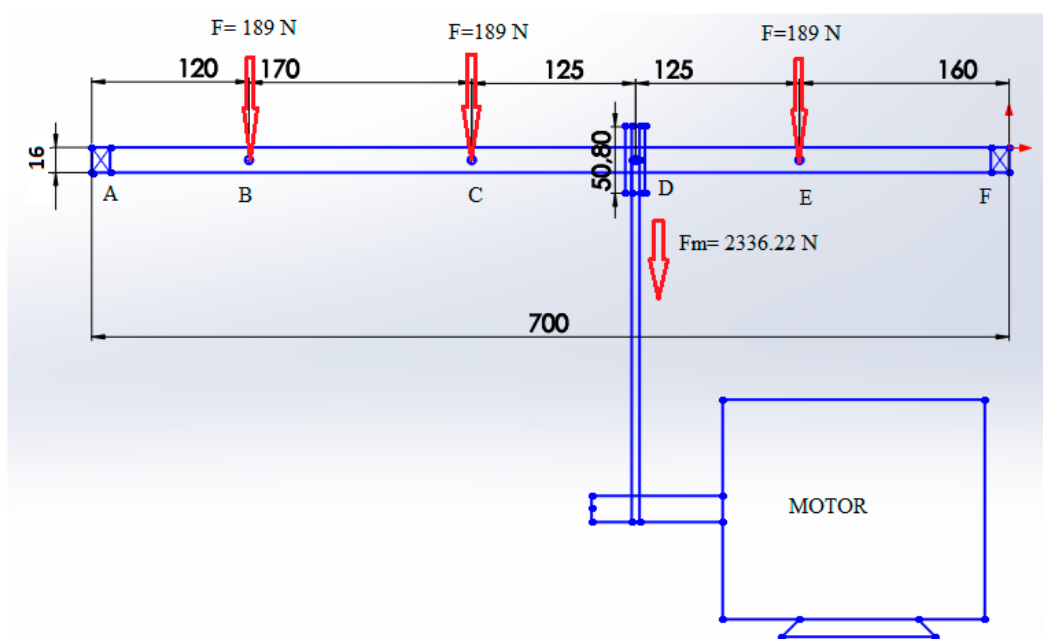 F= 189 N
F=189 N
F=189 N
120
170
125
125
160
16
50,80
A
B
C
D
E
F
Fm= 2336.22 N
700
MOTOR